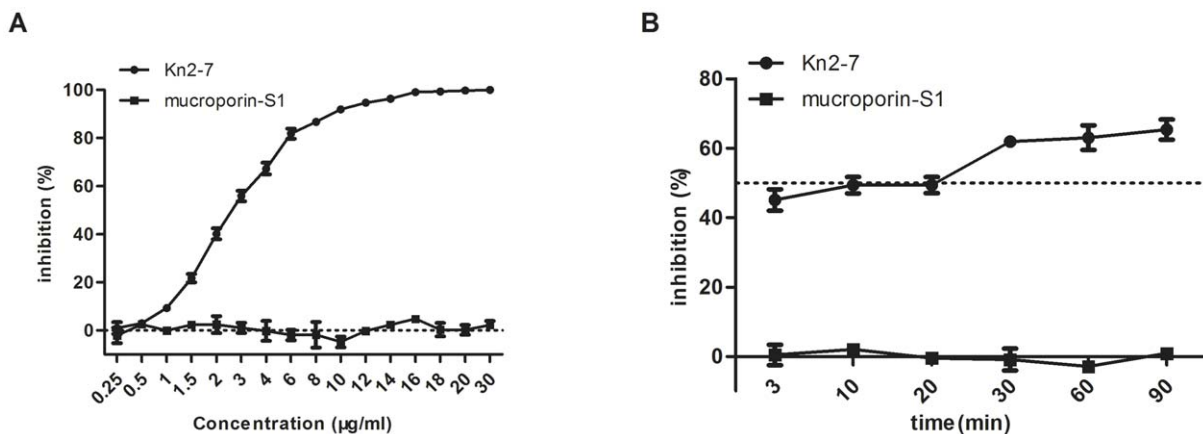 A
Kn2-7
mucroporin-S1
100
80
60
40
20
0
inhibition (%)
0.25 0.5 1 1.5 2 3 4 6 8 10 12 14 16 18 20 30
Concentration (µg/ml)
B
Kn2-7
mucroporin-S1
80
60
40
20
0
inhibition (%)
3 10 20 30 60 90
time(min)